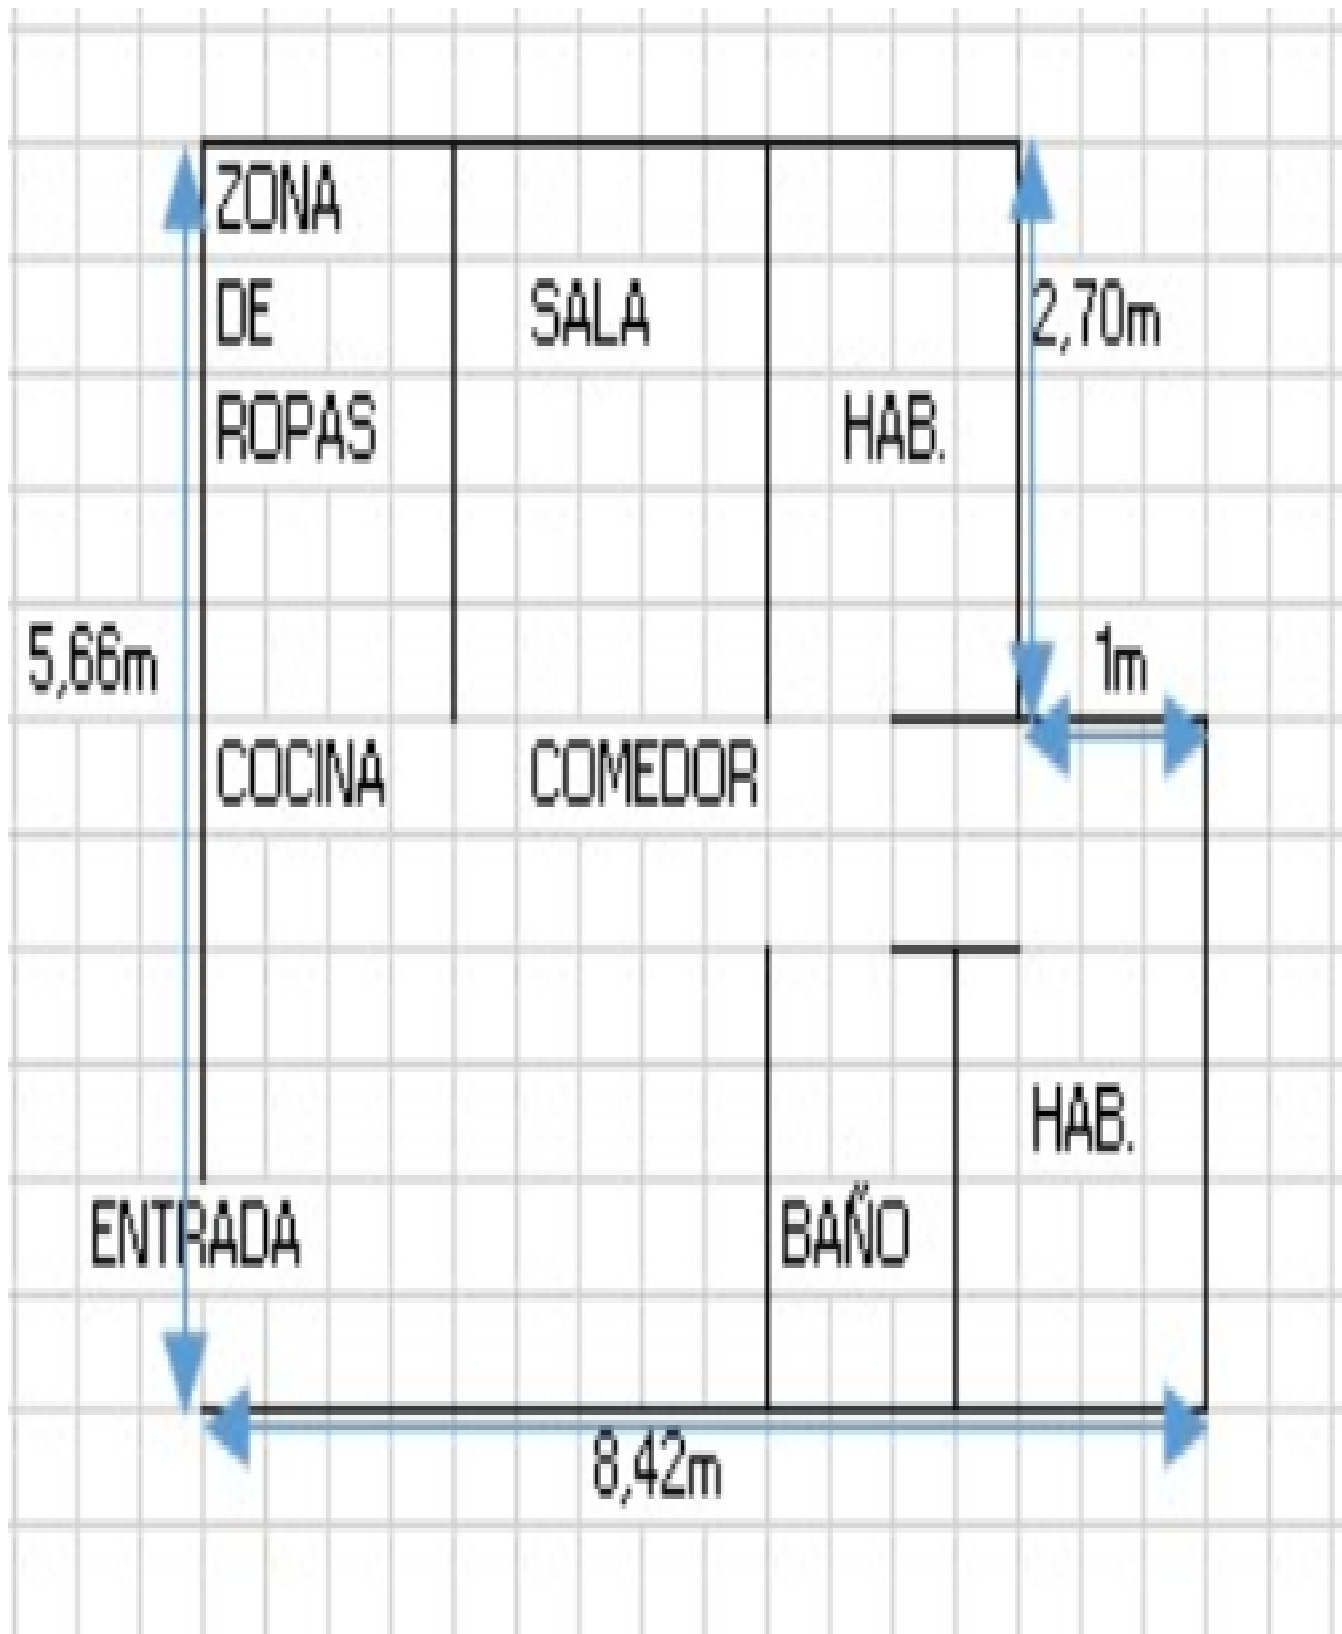 ZONA
DE
ROPAS
SALA
2,70m
HAB.
5,66m
1m
COCINA
COMEDOR
HAB.
ENTRADA
BAÑO
8,42m